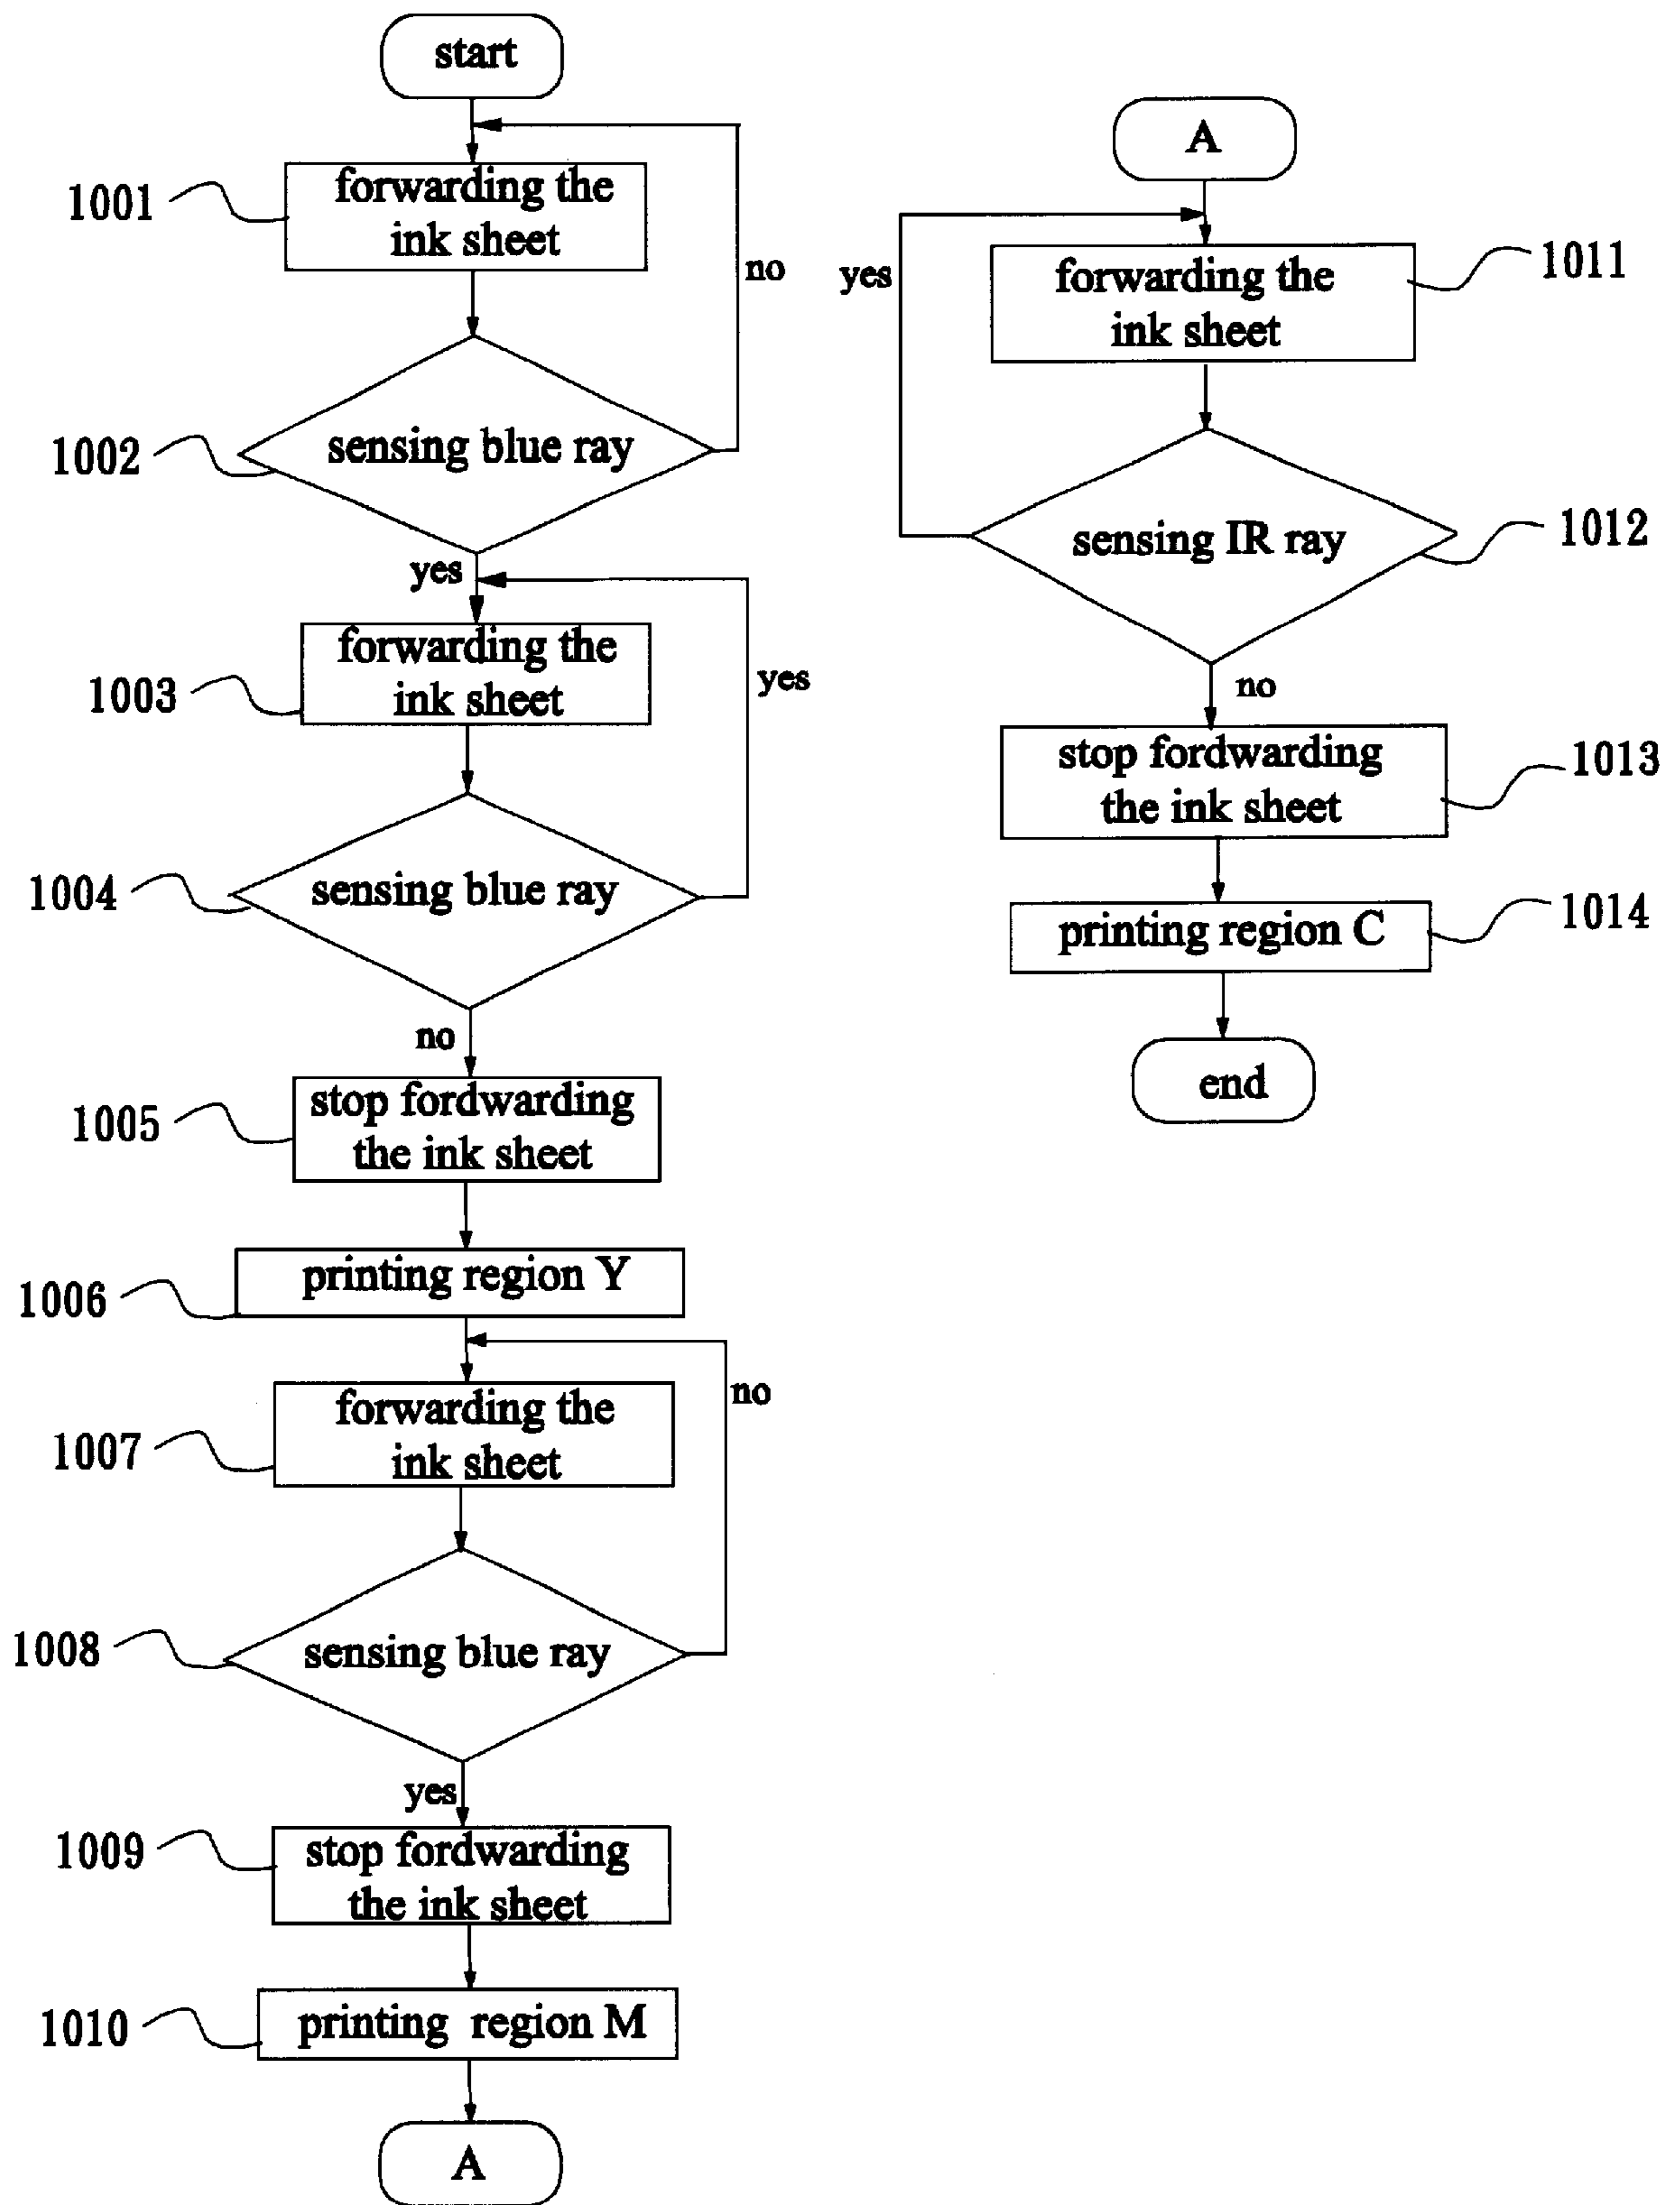 start
1001
forwarding the
ink sheet
no
1002
sensing blue ray
yes
1003
forwarding the
ink sheet
yes
1004
sensing blue ray
no
1005
stop fordwarding
the ink sheet
1006
printing region Y
1007
forwarding the
ink sheet
no
1008
sensing blue ray
yes
1009
stop fordwarding
the ink sheet
1010
printing region M
A
A
yes
forwarding the
ink sheet
1011
sensing IR ray
1012
no
stop fordwarding
the ink sheet
1013
printing region C
1014
end